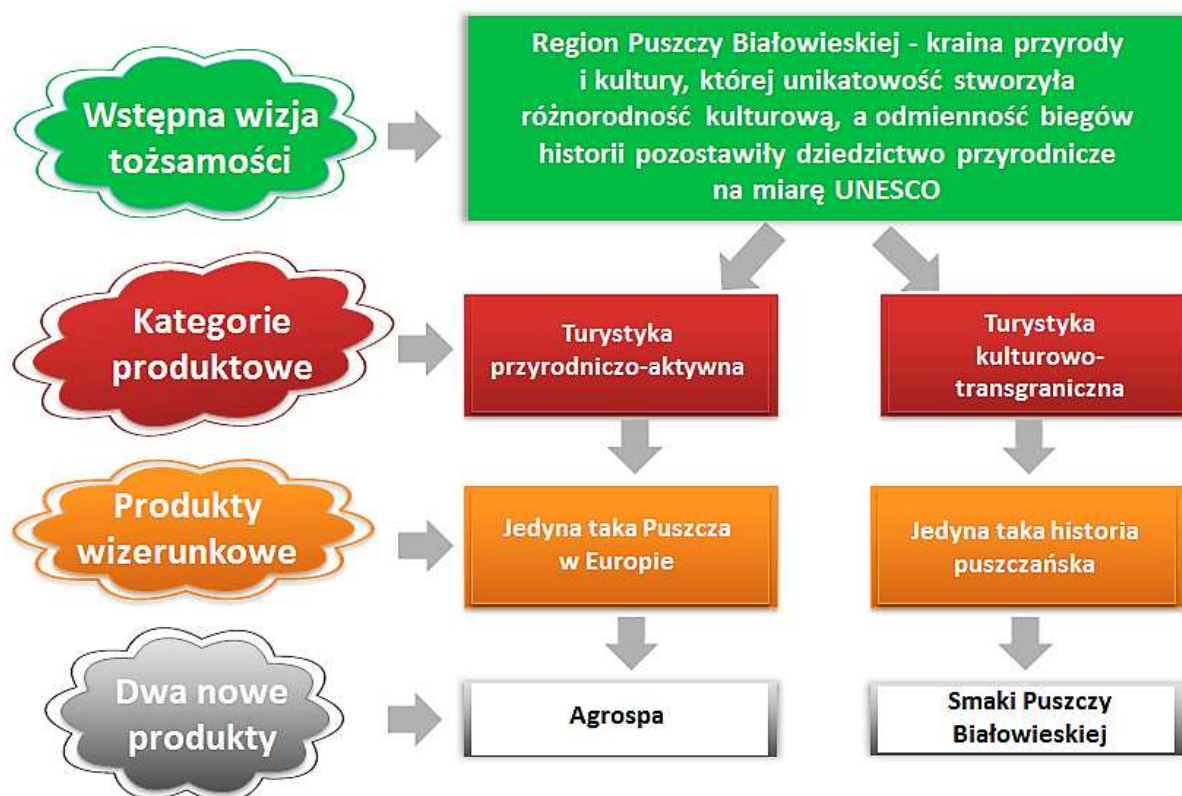 Wstępna wizja
tożsamości
Region Puszczy Białowieskiej - kraina przyrody
i kultury, której unikatowość stworzyła
różnorodność kulturową, a odmienność biegów
historii pozostawiły dziedzictwo przyrodnicze
na miarę UNESCO
Kategorie
produktowe
Turystyka
przyrodniczo-aktywna
Turystyka
kulturowo-
transgraniczna
Produkty
wizerunkowe
Jedyna taka Puszcza
w Europie
Jedyna taka historia
puszczańska
Dwa nowe
produkty
Agrospa
Smaki Puszczy
Białowieskiej